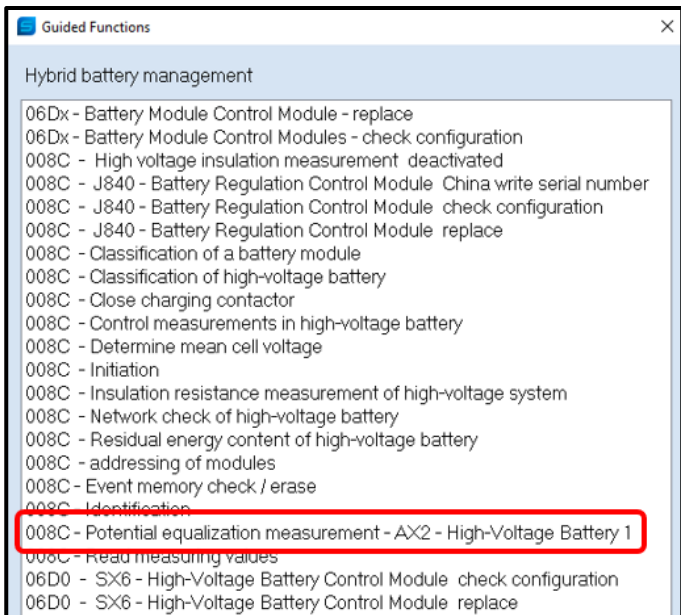 Guided Functions
Hybrid battery management
06Dx - Battery Module Control Module - replace
06Dx - Battery Module Control Modules - check configuration
008C - High voltage insulation measurement deactivated
008C - J840 - Battery Regulation Control Module China write serial number
008C - J840 - Battery Regulation Control Module check configuration
008C - J840 - Battery Regulation Control Module replace
008C - Classification of a battery module
008C - Classification of high-voltage battery
008C - Close charging contactor
008C - Control measurements in high-voltage battery
008C - Determine mean cell voltage
008C - Initiation
008C - Insulation resistance measurement of high-voltage system
008C - Network check of high-voltage battery
008C - Residual energy content of high-voltage battery
008C - addressing of modules
008C - Event memory check / erase
008C - Identification
008C - Potential equalization measurement - AX2 - High-Voltage Battery 1
008C - Read measuring values
06D0 - SX6 - High-Voltage Battery Control Module check configuration
06D0 - SX6 - High-Voltage Battery Control Module replace